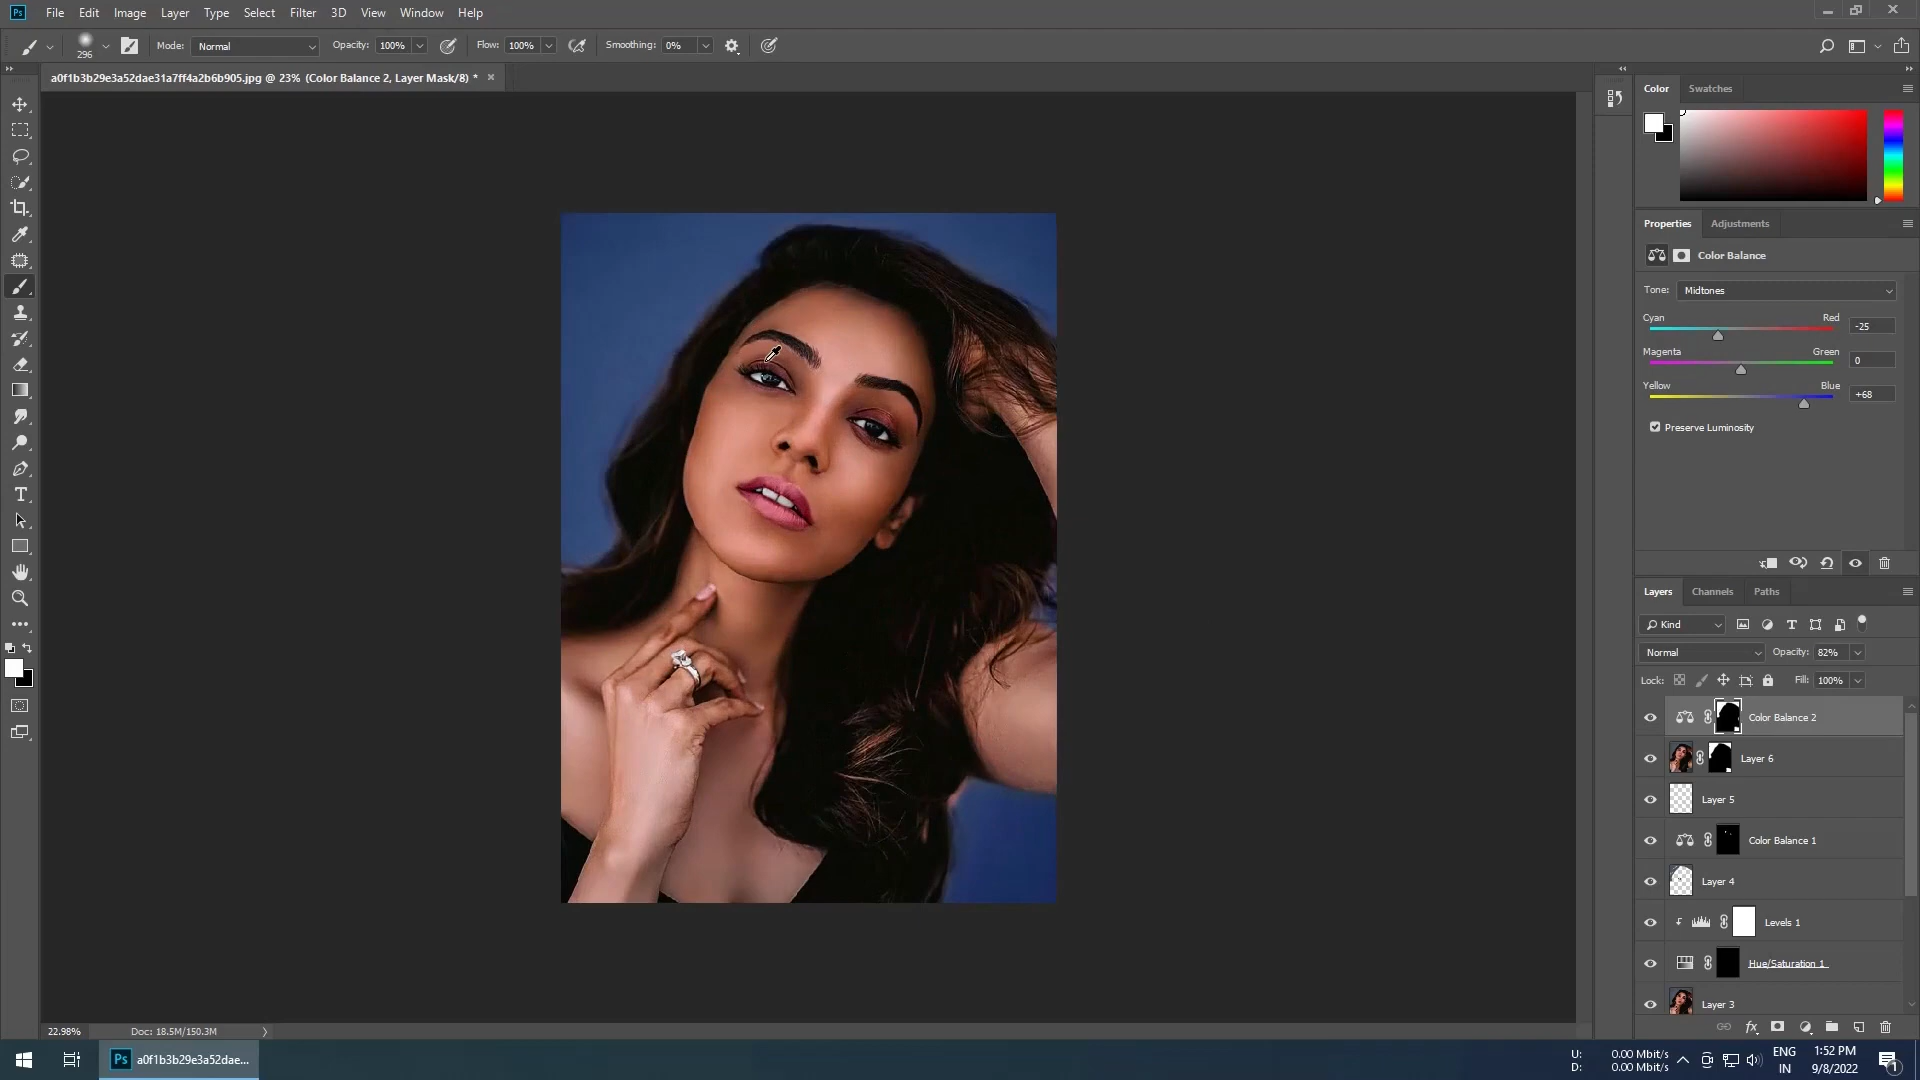 Ps File Edit Image Layer Type Select Filter 3D View Window Help
296 Mode: Normal Opacity: 100% Flow: 100% Smoothing: 0%
a0f1b3b29e3a52dae31a7ff4a2b6b905.jpg @ 23% (Color Balance 2, Layer Mask/8) *
Color Swatches
Properties Adjustments
Color Balance
Tone: Midtones
Cyan Red -25
Magenta Green 0
Yellow Blue +68
Preserve Luminosity
Layers Channels Paths
Kind
Normal Opacity: 82%
Lock: Fill: 100%
Color Balance 2
Layer 6
Layer 5
Color Balance 1
Layer 4
Levels 1
Hue/Saturation 1
Layer 3
22.98% Doc: 18.5M/150.3M
Ps a0f1b3b29e3a52dae...
U: 0.00 Mbit/s
D: 0.00 Mbit/s
ENG
IN
1:52 PM
9/8/2022
1